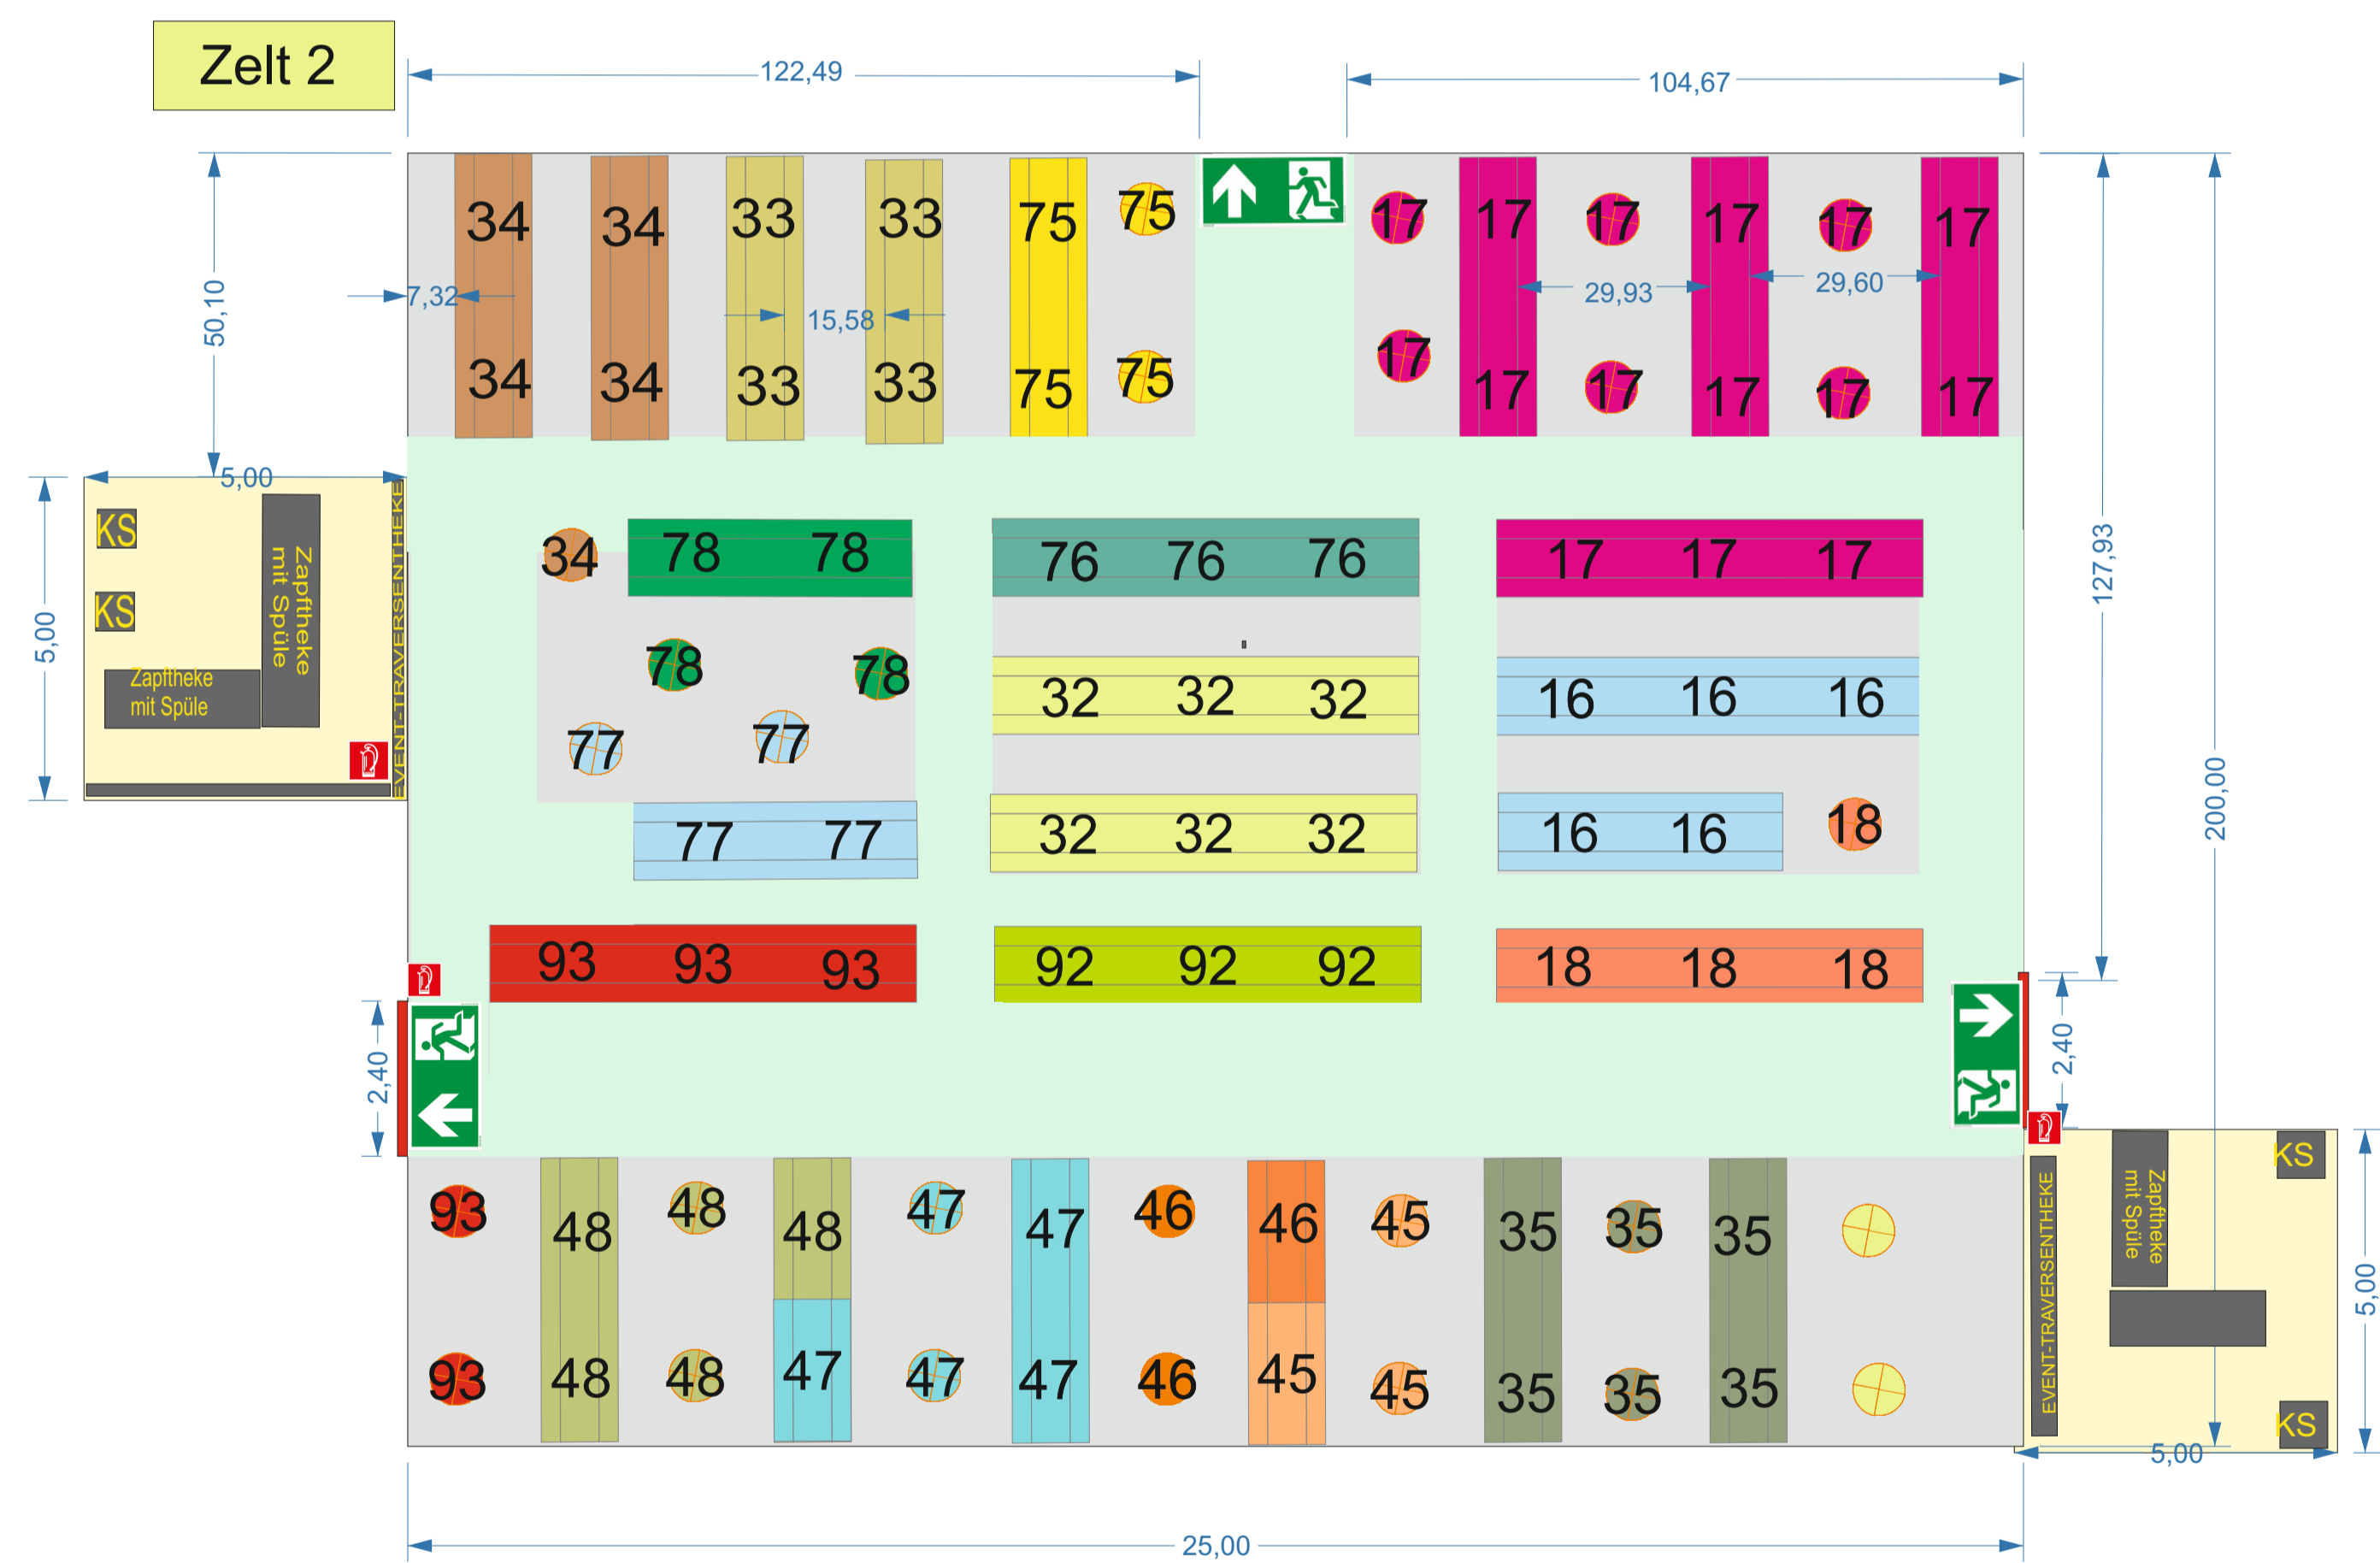 Zelt 2
122,49
104,67
34 34 33 33 75 75 17 17 17 17 17 17
7,32
15,58
29,93
29,60
50,10
34 34 33 33 75 75 17 17 17 17 17 17
5,00
5,00
KS
KS
Zapftheke
mit Spüle
Zapftheke
mit Spüle
EVENT-TRAVERSENTHEKE
34 78 78 76 76 76 17 17 17
127,93
200,00
78 78 32 32 32 16 16 16
77 77
77 77 32 32 32 16 16 18
93 93 93 92 92 92 18 18 18
2,40
2,40
93 48 48 48 47 47 46 46 45 35 35 35
93 48 48 47 47 47 46 45 45 35 35 35
EVENT-TRAVERSENTHEKE
Zapftheke
mit Spüle
KS
KS
5,00
5,00
25,00